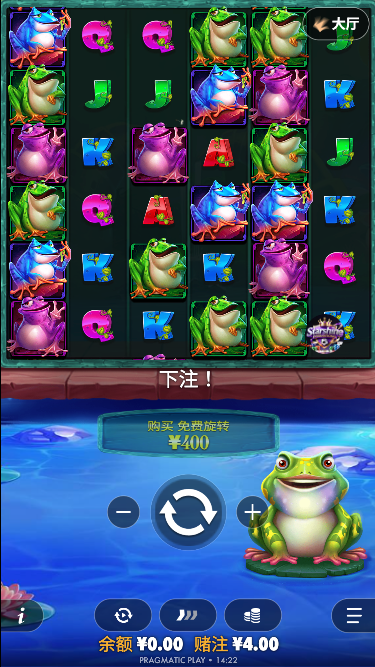 大厅
Q Q
J J
K K
A J
Q A K K
K K Q
Q K K
Starshine
下注！
购买 免费旋转
¥400
余额 ¥0.00 赌注 ¥4.00
PRAGMATIC PLAY • 14:22